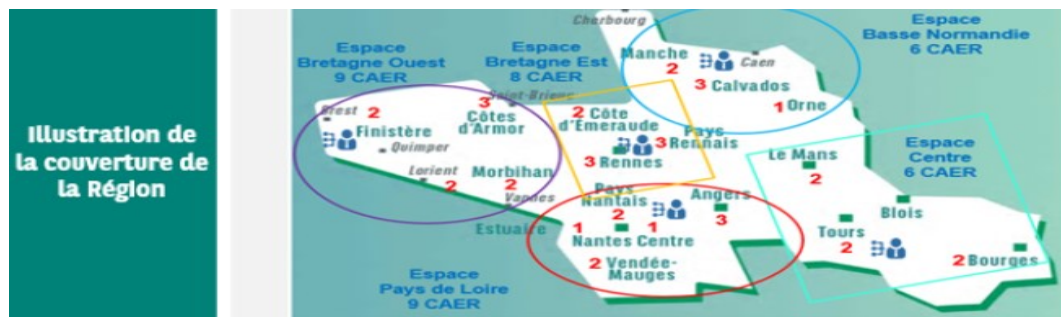 Illustration de
la couverture de
la Région
Cherbourg
Espace
Basse Normandie
6 CAER
Espace
Bretagne Ouest
9 CAER
Espace
Bretagne Est
8 CAER
Manche
2
Caen
3
Calvados
1 Orne
Brest
2
Finistère
Quimper
3
Saint-Brieuc
Côtes
d'Armor
2 Côte
d'Emeraude
3
Rennes
3 Pays
Rennais
Lorient
2
Morbihan
2
Vannes
Estuaire
Le Mans
2
Espace
Centre
6 CAER
Pays
Nantais
2
Angers
3
1
1
Nantes Centre
2 Vendée-
Mauges
Blois
Tours
2
2 Bourges
Espace
Pays de Loire
9 CAER